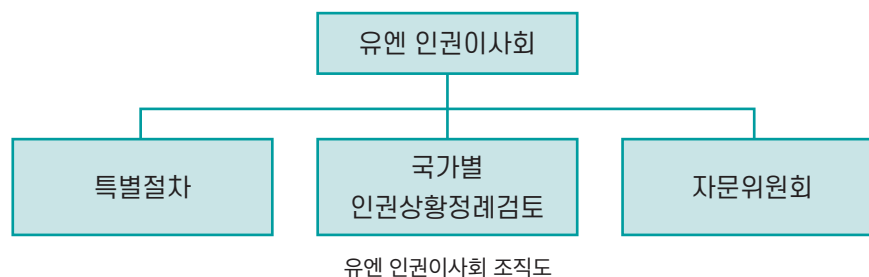 유엔 인권이사회
특별절차
국가별
인권상황정례검토
자문위원회
유엔 인권이사회 조직도